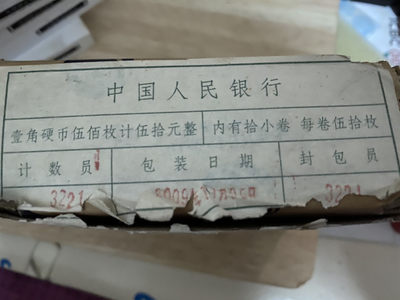 中国人民银行
壹角硬币伍佰枚计伍拾元整 内有拾小卷 每卷伍拾枚
计数员 包装日期 封包员
3221 3221